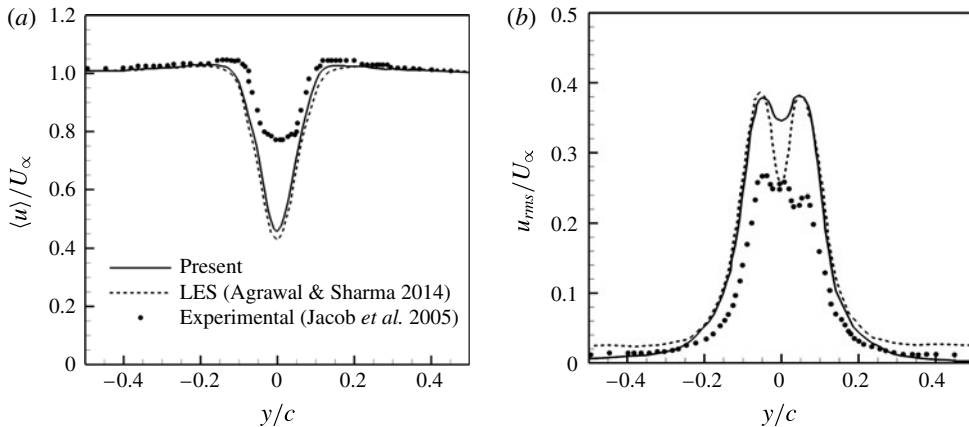 (a)
1.2
1.0
0.8
0.6
0.4
0.2
0
⟨u⟩/U∝
Present
LES (Agrawal & Sharma 2014)
Experimental (Jacob et al. 2005)
−0.4 −0.2 0 0.2 0.4
y/c
(b)
0.5
0.4
0.3
0.2
0.1
0
u_rms/U∝
−0.4 −0.2 0 0.2 0.4
y/c